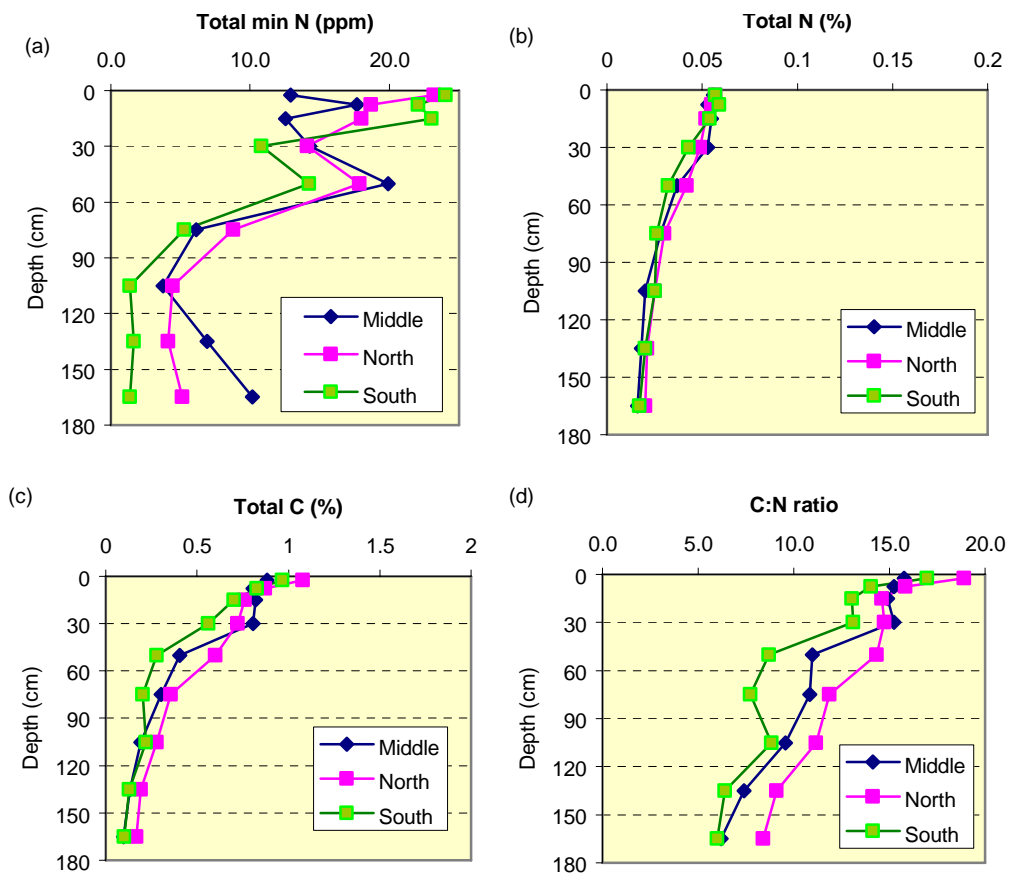 (a)
Total min N (ppm)
0.0 10.0 20.0
0
30
60
90
120
150
180
Depth (cm)
Middle
North
South
(b)
Total N (%)
0 0.05 0.1 0.15 0.2
0
30
60
90
120
150
180
Depth (cm)
Middle
North
South
(c)
Total C (%)
0 0.5 1 1.5 2
0
30
60
90
120
150
180
Depth (cm)
Middle
North
South
(d)
C:N ratio
0.0 5.0 10.0 15.0 20.0
0
30
60
90
120
150
180
Depth (cm)
Middle
North
South